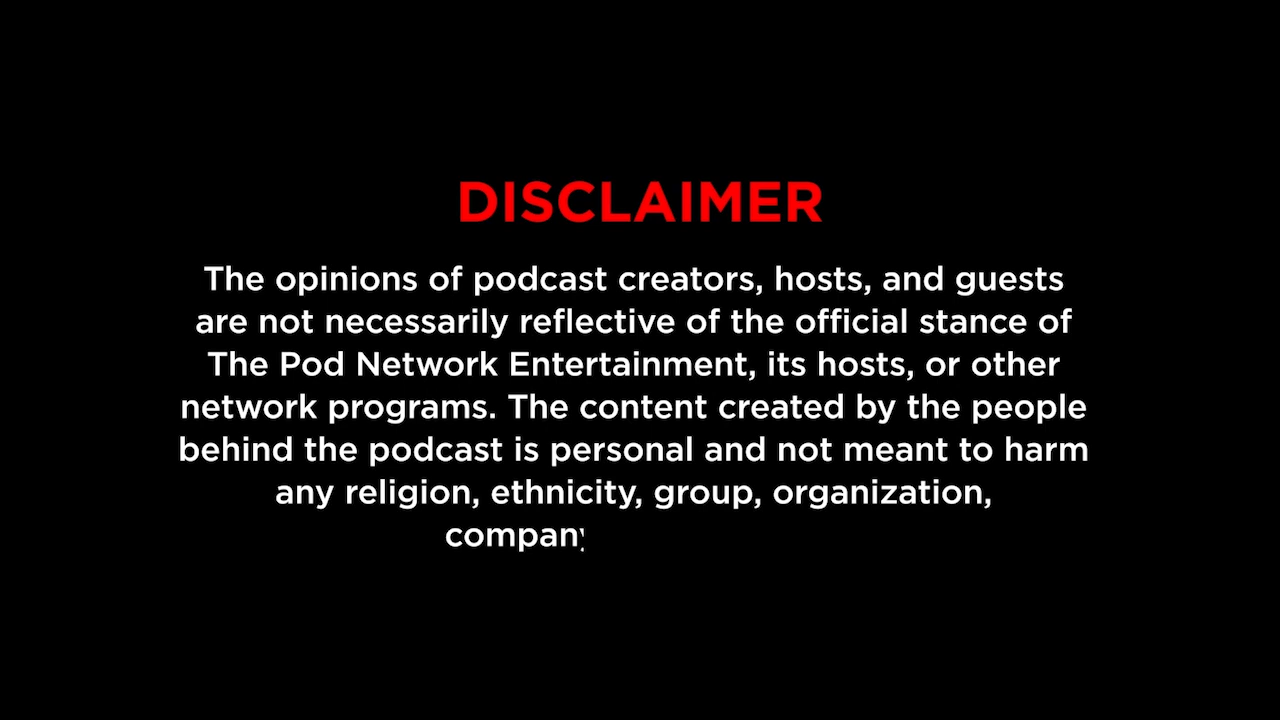 DISCLAIMER
The opinions of podcast creators, hosts, and guests
are not necessarily reflective of the official stance of
The Pod Network Entertainment, its hosts, or other
network programs. The content created by the people
behind the podcast is personal and not meant to harm
any religion, ethnicity, group, organization,
company